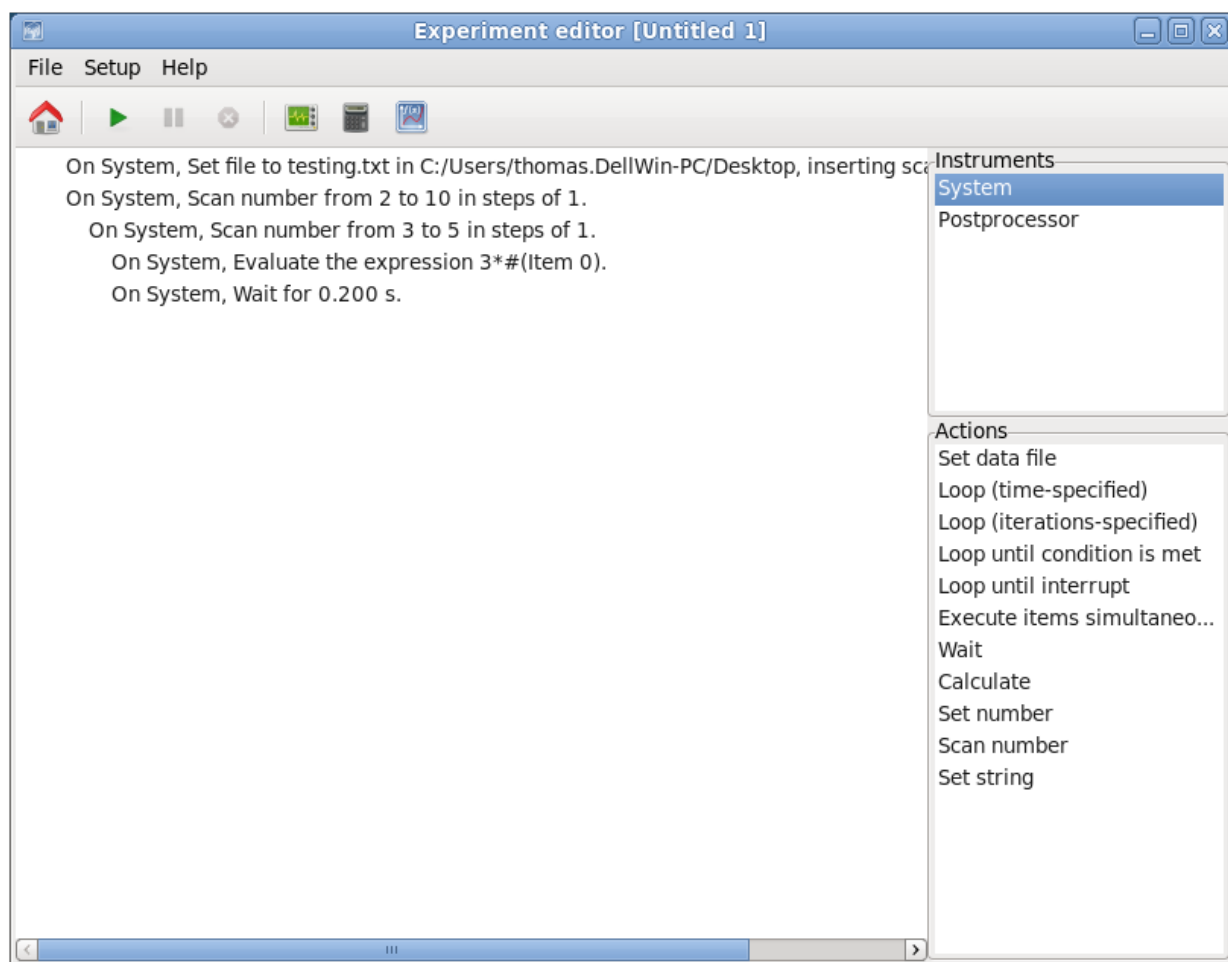 Experiment editor [Untitled 1]
File Setup Help
On System, Set file to testing.txt in C:/Users/thomas.DellWin-PC/Desktop, inserting sca
On System, Scan number from 2 to 10 in steps of 1.
On System, Scan number from 3 to 5 in steps of 1.
On System, Evaluate the expression 3*#(Item 0).
On System, Wait for 0.200 s.
Instruments
System
Postprocessor
Actions
Set data file
Loop (time-specified)
Loop (iterations-specified)
Loop until condition is met
Loop until interrupt
Execute items simultaneo...
Wait
Calculate
Set number
Scan number
Set string